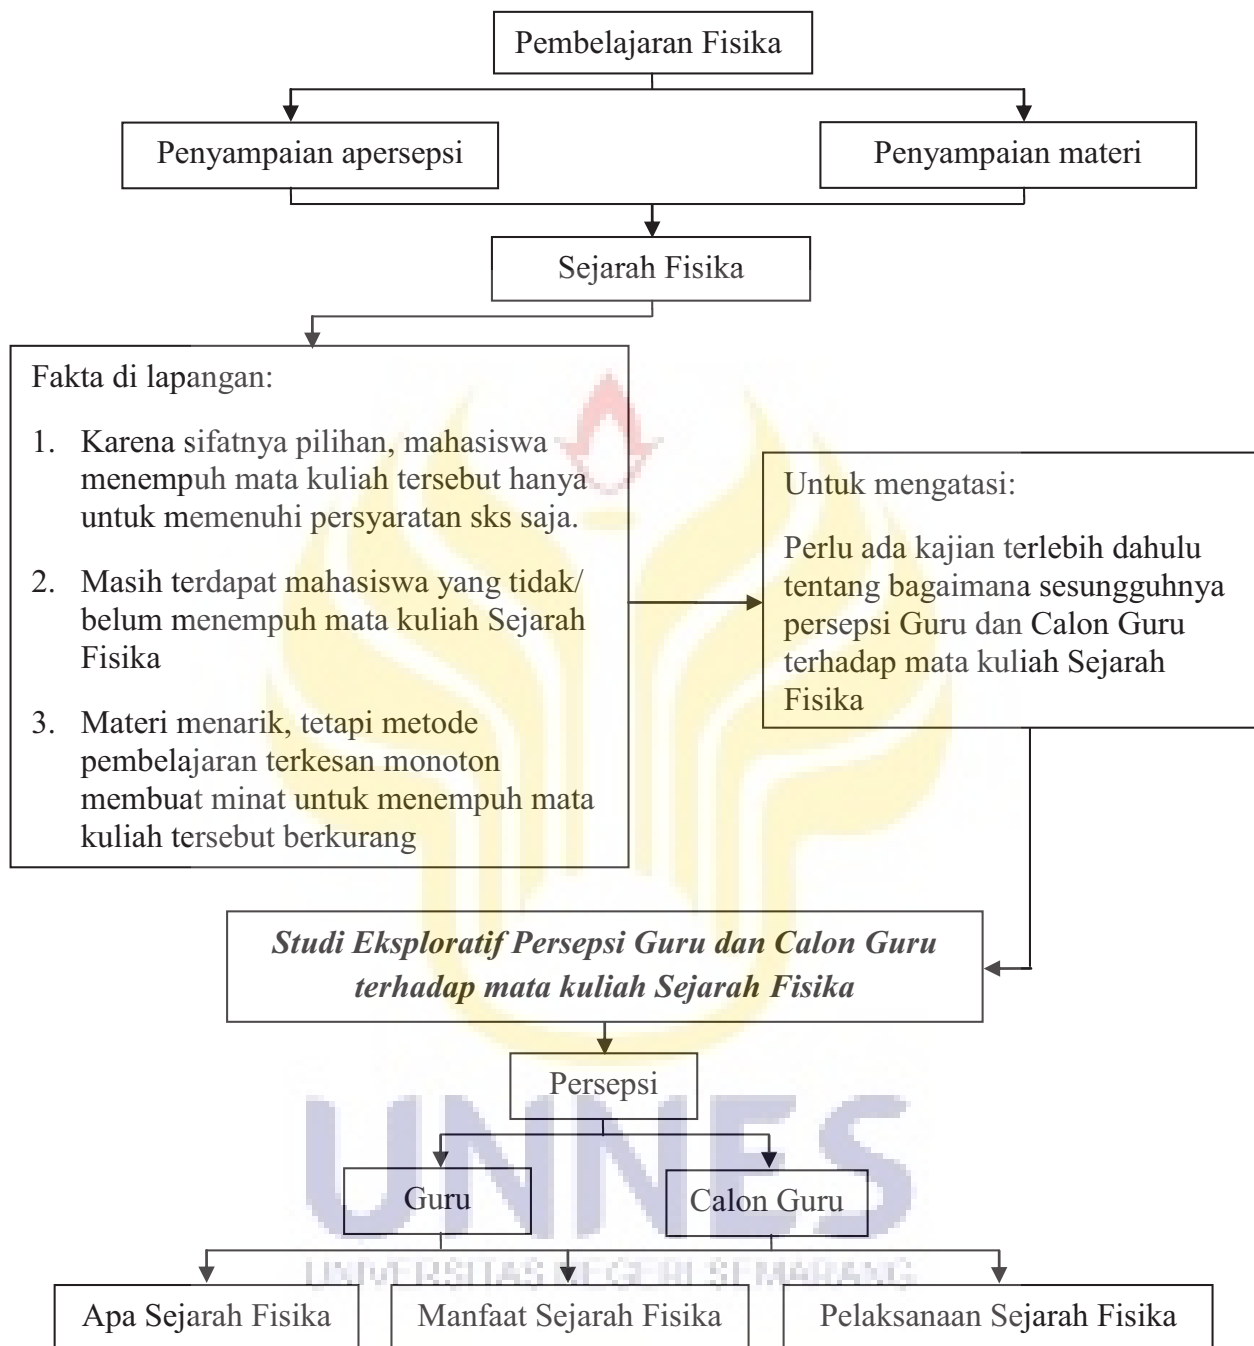 Pembelajaran Fisika
Penyampaian apersepsi
Penyampaian materi
Sejarah Fisika
Fakta di lapangan:
1. Karena sifatnya pilihan, mahasiswa
menempuh mata kuliah tersebut hanya
untuk memenuhi persyaratan sks saja.
2. Masih terdapat mahasiswa yang tidak/
belum menempuh mata kuliah Sejarah
Fisika
3. Materi menarik, tetapi metode
pembelajaran terkesan monoton
membuat minat untuk menempuh mata
kuliah tersebut berkurang
Untuk mengatasi:
Perlu ada kajian terlebih dahulu
tentang bagaimana sesungguhnya
persepsi Guru dan Calon Guru
terhadap mata kuliah Sejarah
Fisika
Studi Eksploratif Persepsi Guru dan Calon Guru
terhadap mata kuliah Sejarah Fisika
Persepsi
Guru
Calon Guru
UNNES
UNIVERSITAS NEGERI SEMARANG
Apa Sejarah Fisika
Manfaat Sejarah Fisika
Pelaksanaan Sejarah Fisika